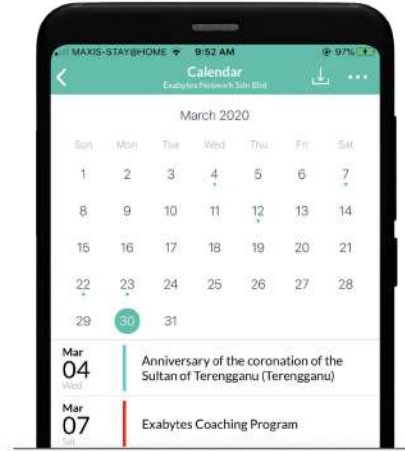 MAXIS-STAY@HOME 9:52 AM 97%
Calendar
Exabytes Network Sdn Bhd
March 2020
Sun Mon Tue Wed Thu Fri Sat
1 2 3 4 5 6 7
8 9 10 11 12 13 14
15 16 17 18 19 20 21
22 23 24 25 26 27 28
29 30 31
Mar
04
Wed
Anniversary of the coronation of the
Sultan of Terengganu (Terengganu)
Mar
07
Sat
Exabytes Coaching Program